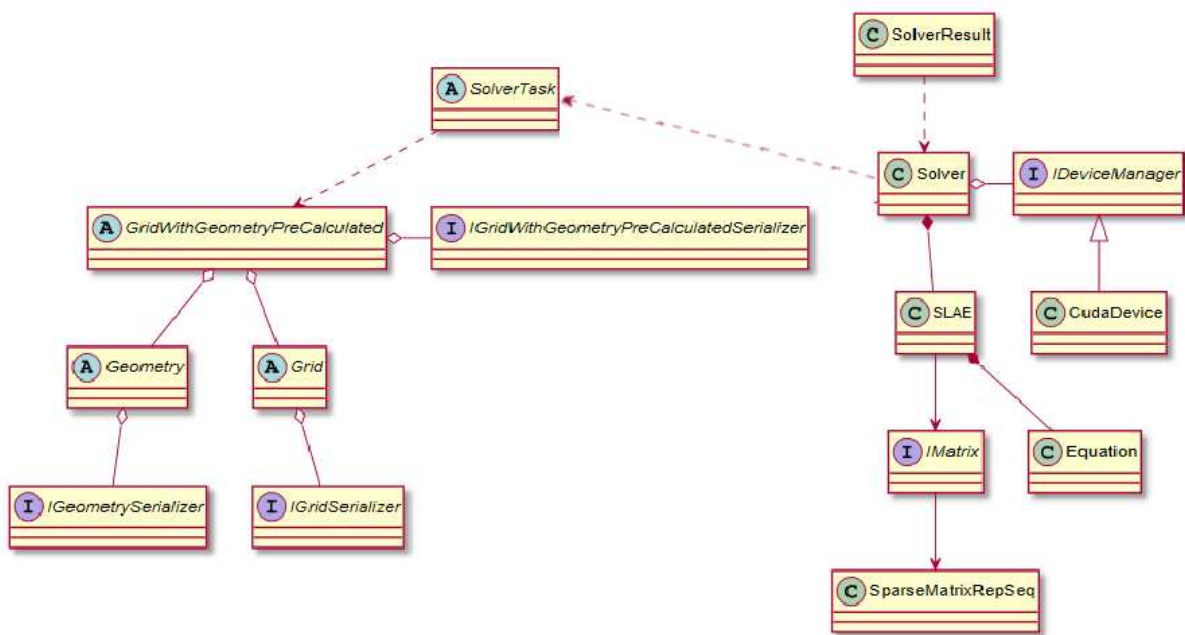 C SolverResult
A SolverTask
C Solver
I IDeviceManager
A GridWithGeometryPreCalculated
I IGridWithGeometryPreCalculatedSerializer
C SLAE
C CudaDevice
A Geometry
A Grid
I IMatrix
C Equation
I IGeometrySerializer
I IGridSerializer
C SparseMatrixRepSeq